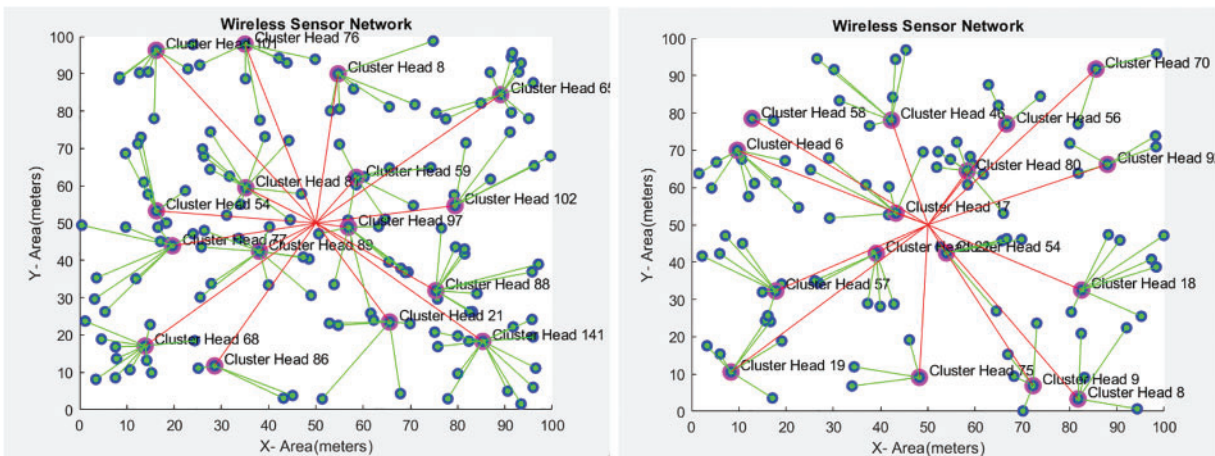 Wireless Sensor Network
100
90
80
70
60
50
40
30
20
10
0
Y- Area(meters)
Cluster Head 101
Cluster Head 76
Cluster Head 8
Cluster Head 65
Cluster Head 59
Cluster Head
Cluster Head 102
Cluster Head 54
Cluster Head 97
Cluster Head 77
Cluster Head 89
Cluster Head 88
Cluster Head 21
Cluster Head 141
Cluster Head 68
Cluster Head 86
0 10 20 30 40 50 60 70 80 90 100
X- Area(meters)
Wireless Sensor Network
100
90
80
70
60
50
40
30
20
10
0
Y- Area(meters)
Cluster Head 70
Cluster Head 58
Cluster Head 46
Cluster Head 56
Cluster Head 6
Cluster Head 80
Cluster Head
Cluster Head 17
Cluster Head 54
Cluster Head 57
Cluster Head 18
Cluster Head 19
Cluster Head 75
Cluster Head 9
Cluster Head 8
0 10 20 30 40 50 60 70 80 90 100
X- Area(meters)